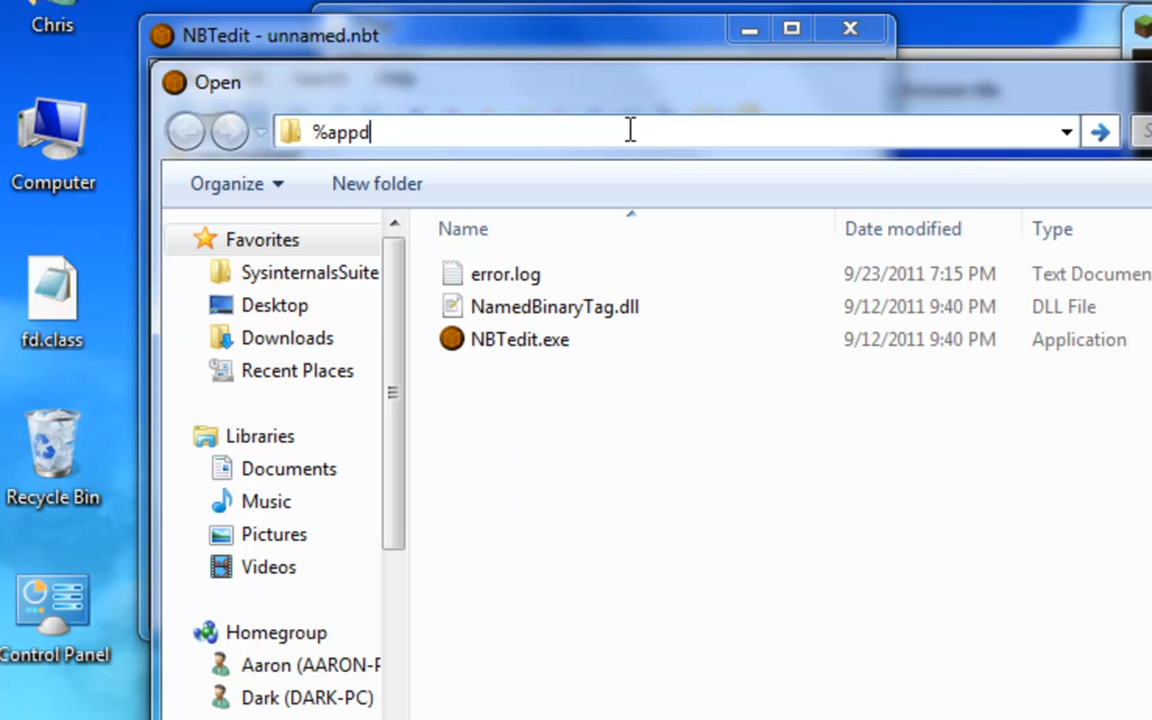 Chris
NBTedit - unnamed.nbt
Open
%appd
Computer
Organize
New folder
Name
Date modified
Type
Favorites
SysinternalsSuite
error.log
9/23/2011 7:15 PM
Text Documen
Desktop
NamedBinaryTag.dll
9/12/2011 9:40 PM
DLL File
fd.class
Downloads
NBTedit.exe
9/12/2011 9:40 PM
Application
Recent Places
Libraries
Documents
Recycle Bin
Music
Pictures
Videos
Homegroup
Control Panel
Aaron (AARON-P
Dark (DARK-PC)